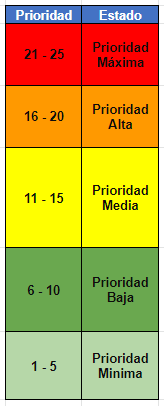 Prioridad Estado
21 - 25 Prioridad
Máxima
16 - 20 Prioridad
Alta
11 - 15 Prioridad
Media
6 - 10 Prioridad
Baja
1 - 5 Prioridad
Minima